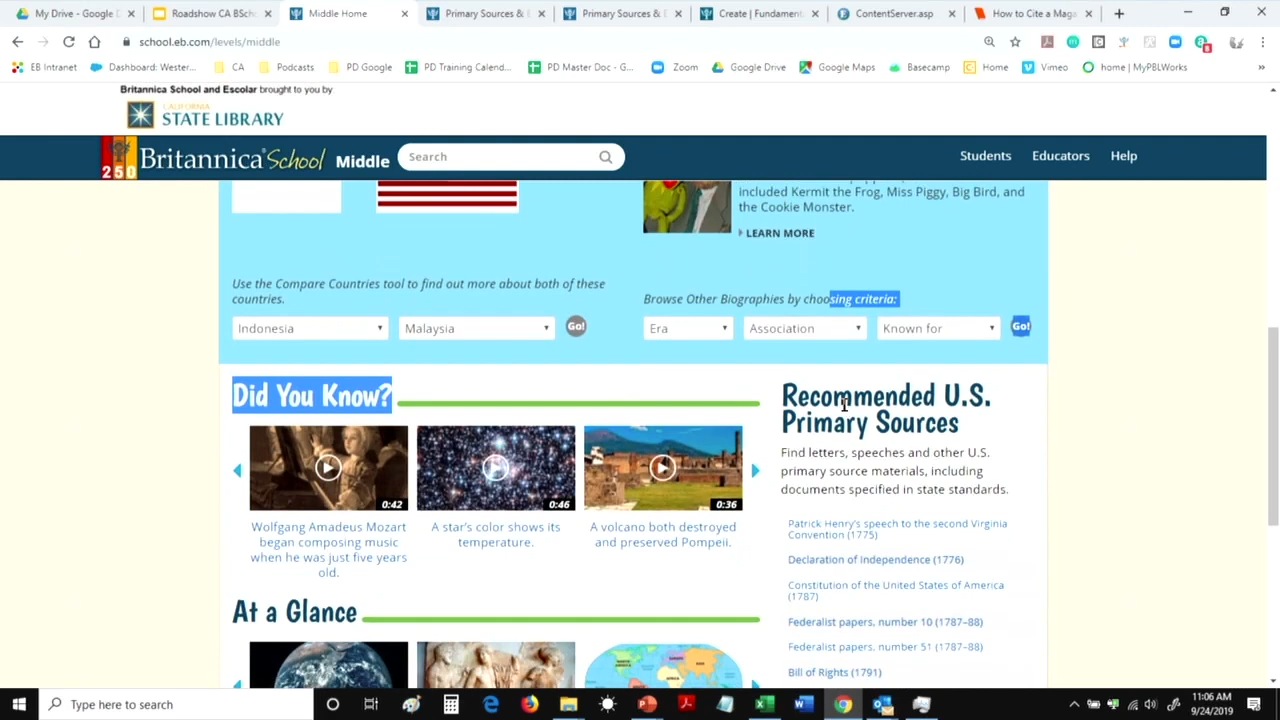 My Drive - Google D
Roadshow CA BSch
Middle Home
Primary Sources & E
Primary Sources & E
Create | Fundament
ContentServer.asp
How to Cite a Maga
school.eb.com/levels/middle
EB Intranet
Dashboard: Wester...
CA
Podcasts
PD Google
PD Training Calend...
PD Master Doc - G...
Zoom
Google Drive
Google Maps
Basecamp
Home
Vimeo
home | MyPBLWorks
Britannica School and Escolar brought to you by
CALIFORNIA
STATE LIBRARY
250
Britannica School
Middle
Search
Students
Educators
Help
included Kermit the Frog, Miss Piggy, Big Bird, and
the Cookie Monster.
LEARN MORE
Use the Compare Countries tool to find out more about both of these
countries.
Indonesia
Malaysia
Go!
Browse Other Biographies by choosing criteria:
Era
Association
Known for
Go!
Did You Know?
0:42
0:46
0:36
Wolfgang Amadeus Mozart
began composing music
when he was just five years
old.
A star's color shows its
temperature.
A volcano both destroyed
and preserved Pompeii.
At a Glance
Recommended U.S.
Primary Sources
Find letters, speeches and other U.S.
primary source materials, including
documents specified in state standards.
Patrick Henry's speech to the second Virginia
Convention (1775)
Declaration of Independence (1776)
Constitution of the United States of America
(1787)
Federalist papers, number 10 (1787–88)
Federalist papers, number 51 (1787–88)
Bill of Rights (1791)
Type here to search
11:06 AM
9/24/2019